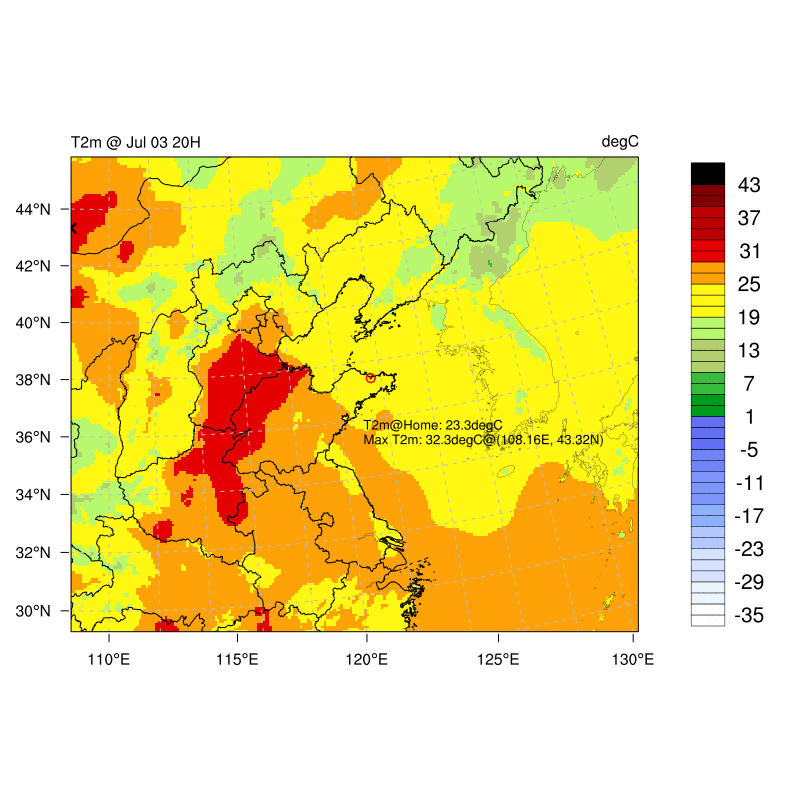 T2m @ Jul 03 20H
degC
44°N
42°N
40°N
38°N
36°N
34°N
32°N
30°N
110°E
115°E
120°E
125°E
130°E
T2m@Home: 23.3degC
Max T2m: 32.3degC@(108.16E, 43.32N)
43
37
31
25
19
13
7
1
-5
-11
-17
-23
-29
-35